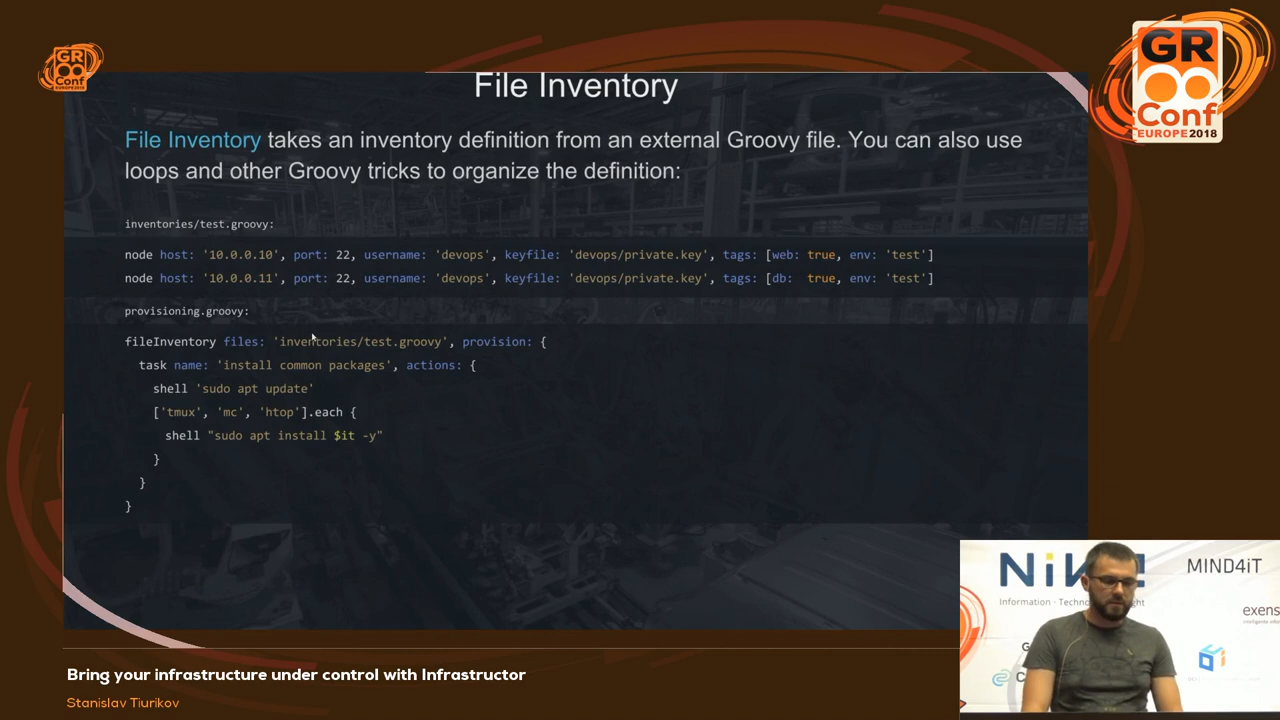 GR
Conf
EUROPE2018
GR
Conf
EUROPE2018
File Inventory
File Inventory takes an inventory definition from an external Groovy file. You can also use
loops and other Groovy tricks to organize the definition:
inventories/test.groovy:
node host: '10.0.0.10', port: 22, username: 'devops', keyfile: 'devops/private.key', tags: [web: true, env: 'test']
node host: '10.0.0.11', port: 22, username: 'devops', keyfile: 'devops/private.key', tags: [db:  true, env: 'test']
provisioning.groovy:
fileInventory files: 'inventories/test.groovy', provision: {
  task name: 'install common packages', actions: {
    shell 'sudo apt update'
    ['tmux', 'mc', 'htop'].each {
      shell "sudo apt install $it -y"
    }
  }
}
MIND4iT
Information · 
Bring your infrastructure under control with Infrastructor
Stanislav Tiurikov